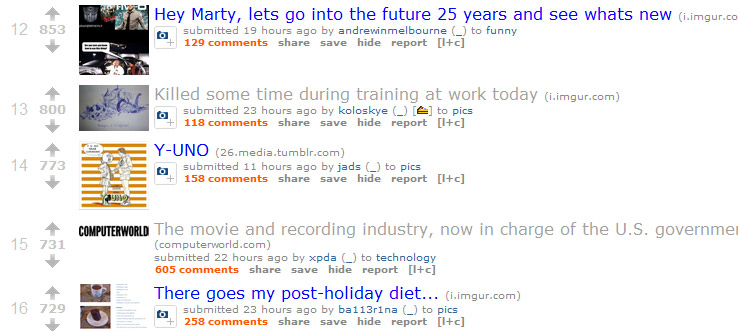 Hey Marty, lets go into the future 25 years and see whats new (i.imgur.co
12 853
submitted 19 hours ago by andrewinmelbourne (_) to funny
129 comments share save hide report [l+c]
Killed some time during training at work today (i.imgur.com)
13 800
submitted 23 hours ago by koloskye (_) [ ] to pics
118 comments share save hide report [l+c]
Y-UNO (26.media.tumblr.com)
14 773
submitted 11 hours ago by jads (_) to pics
158 comments share save hide report [l+c]
COMPUTERWORLD
The movie and recording industry, now in charge of the U.S. governme
15 731
(computerworld.com)
submitted 22 hours ago by xpda (_) to technology
605 comments share save hide report [l+c]
There goes my post-holiday diet... (i.imgur.com)
16 729
submitted 23 hours ago by ba113r1na (_) to pics
258 comments share save hide report [l+c]